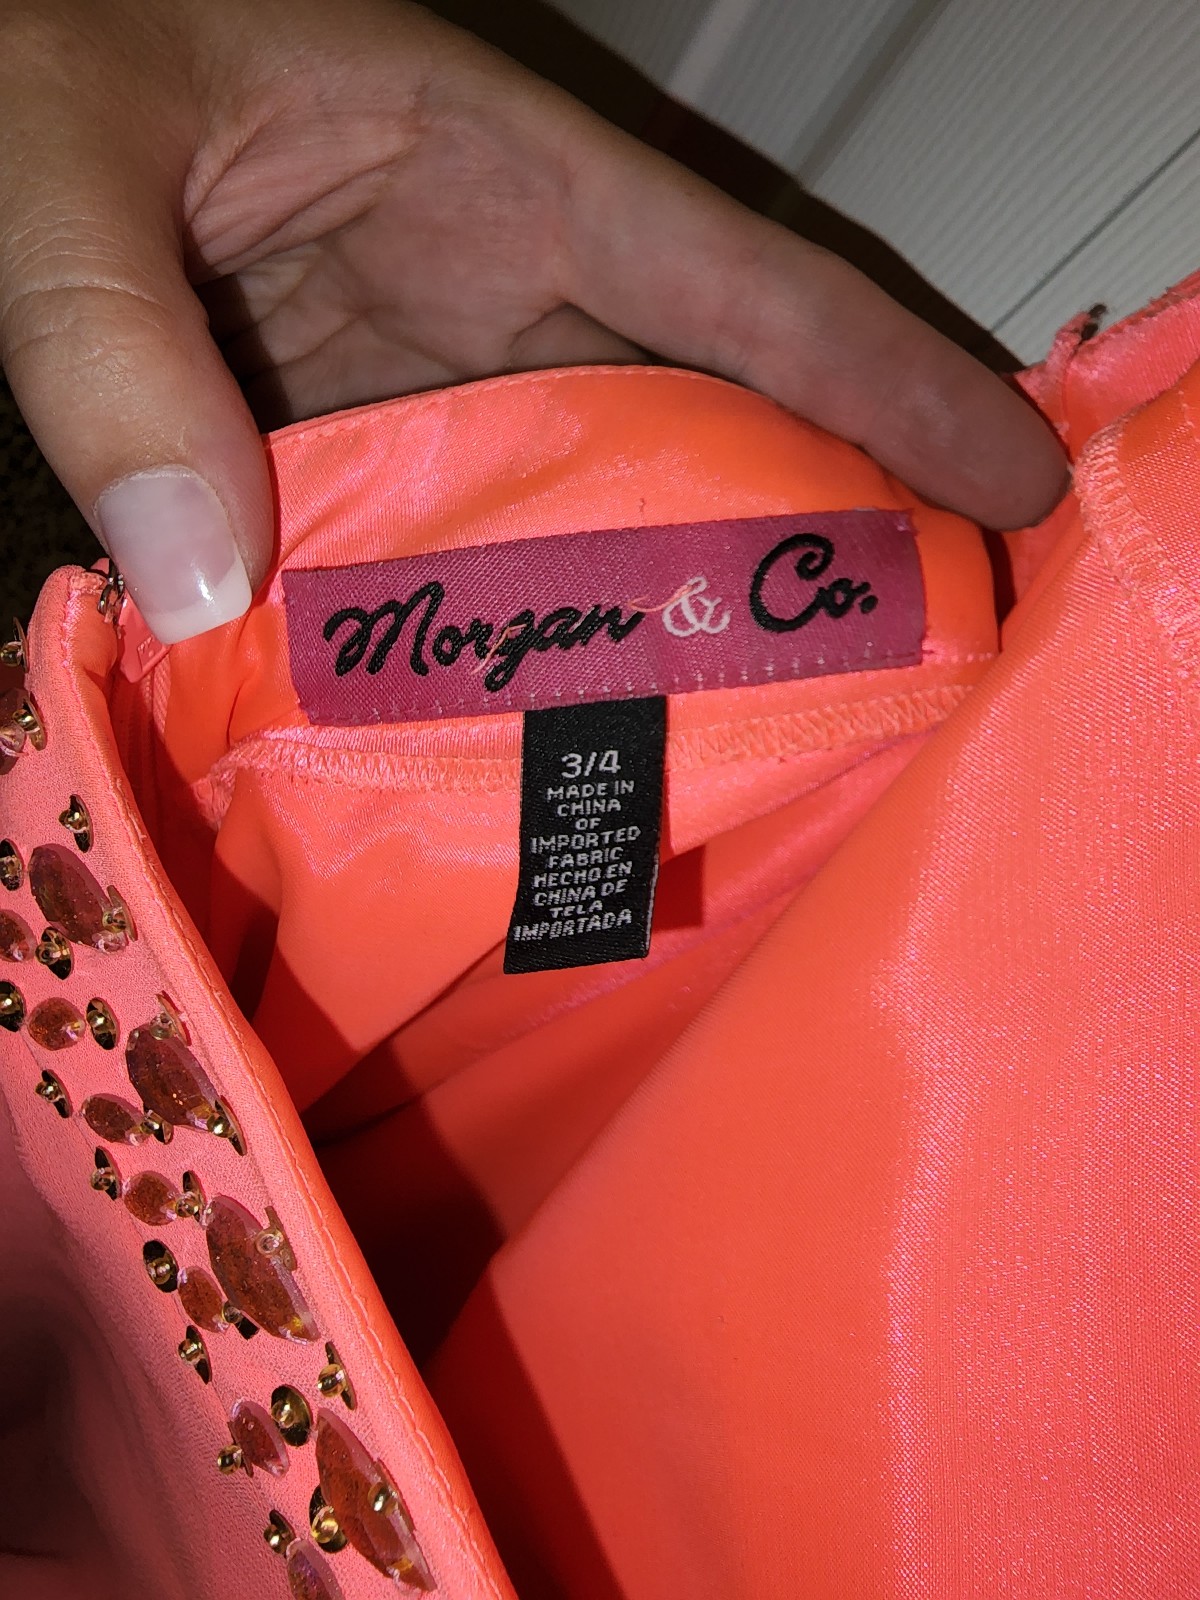 Morgan & Co.
3/4
MADE IN
CHINA
OF
IMPORTED
FABRIC
HECHO EN
CHINA DE
TELA
IMPORTADA